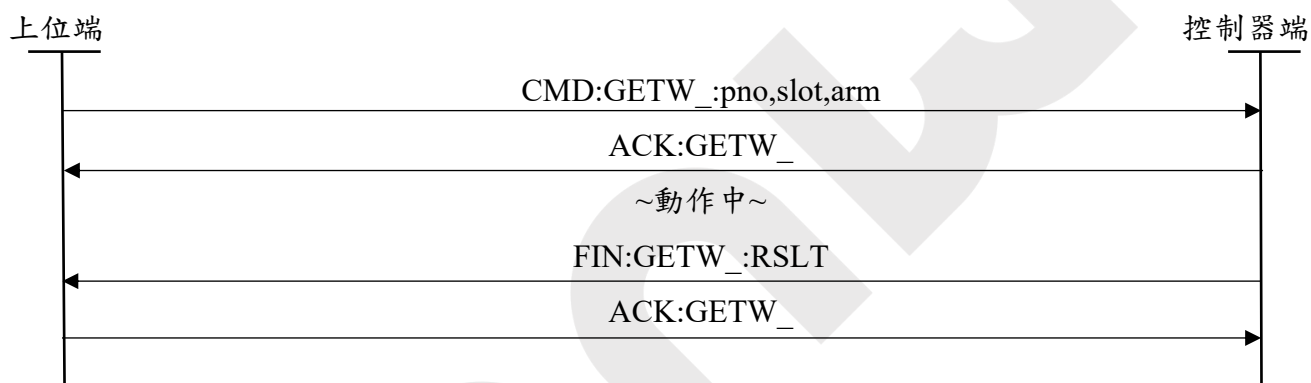 上位端
控制器端
CMD:GETW_:pno,slot,arm
ACK:GETW_
~動作中~
FIN:GETW_:RSLT
ACK:GETW_